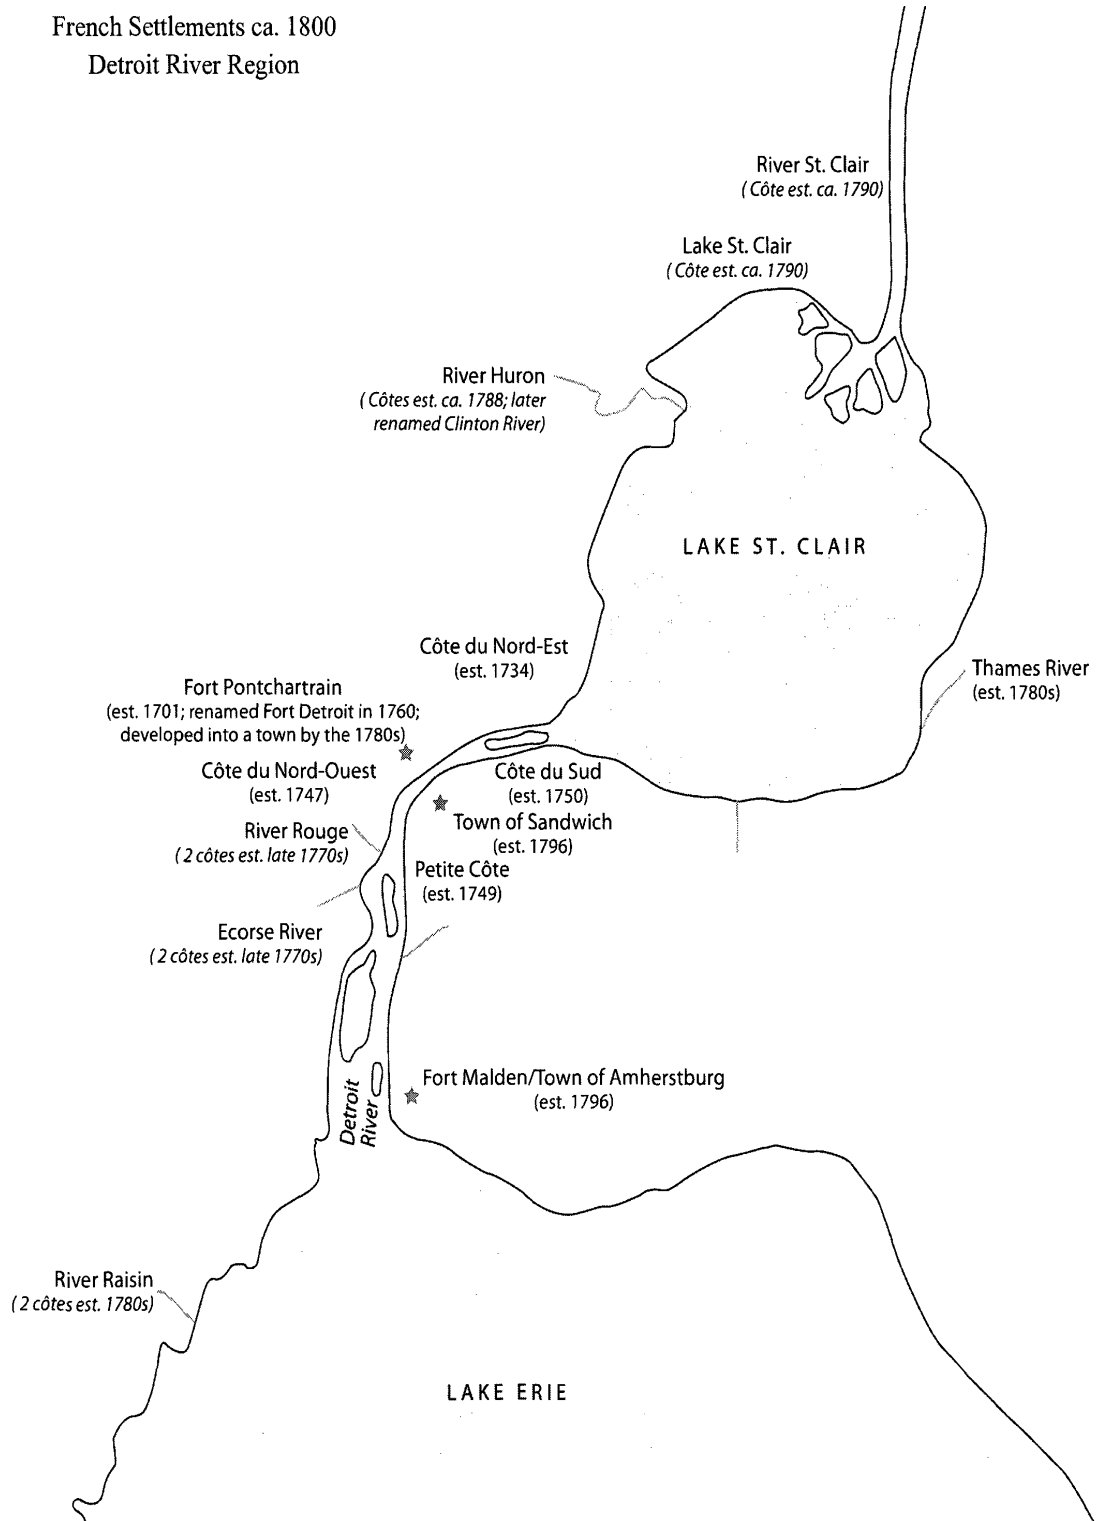 French Settlements ca. 1800
Detroit River Region
River St. Clair
(Côte est. ca. 1790)
Lake St. Clair
(Côte est. ca. 1790)
River Huron
(Côtes est. ca. 1788; later
renamed Clinton River)
LAKE ST. CLAIR
Côte du Nord-Est
(est. 1734)
Thames River
(est. 1780s)
Fort Pontchartrain
(est. 1701; renamed Fort Detroit in 1760;
developed into a town by the 1780s)
Côte du Nord-Ouest
(est. 1747)
Côte du Sud
(est. 1750)
Town of Sandwich
(est. 1796)
River Rouge
(2 côtes est. late 1770s)
Petite Côte
(est. 1749)
Ecorse River
(2 côtes est. late 1770s)
Fort Malden/Town of Amherstburg
(est. 1796)
Detroit
River
River Raisin
(2 côtes est. 1780s)
LAKE ERIE